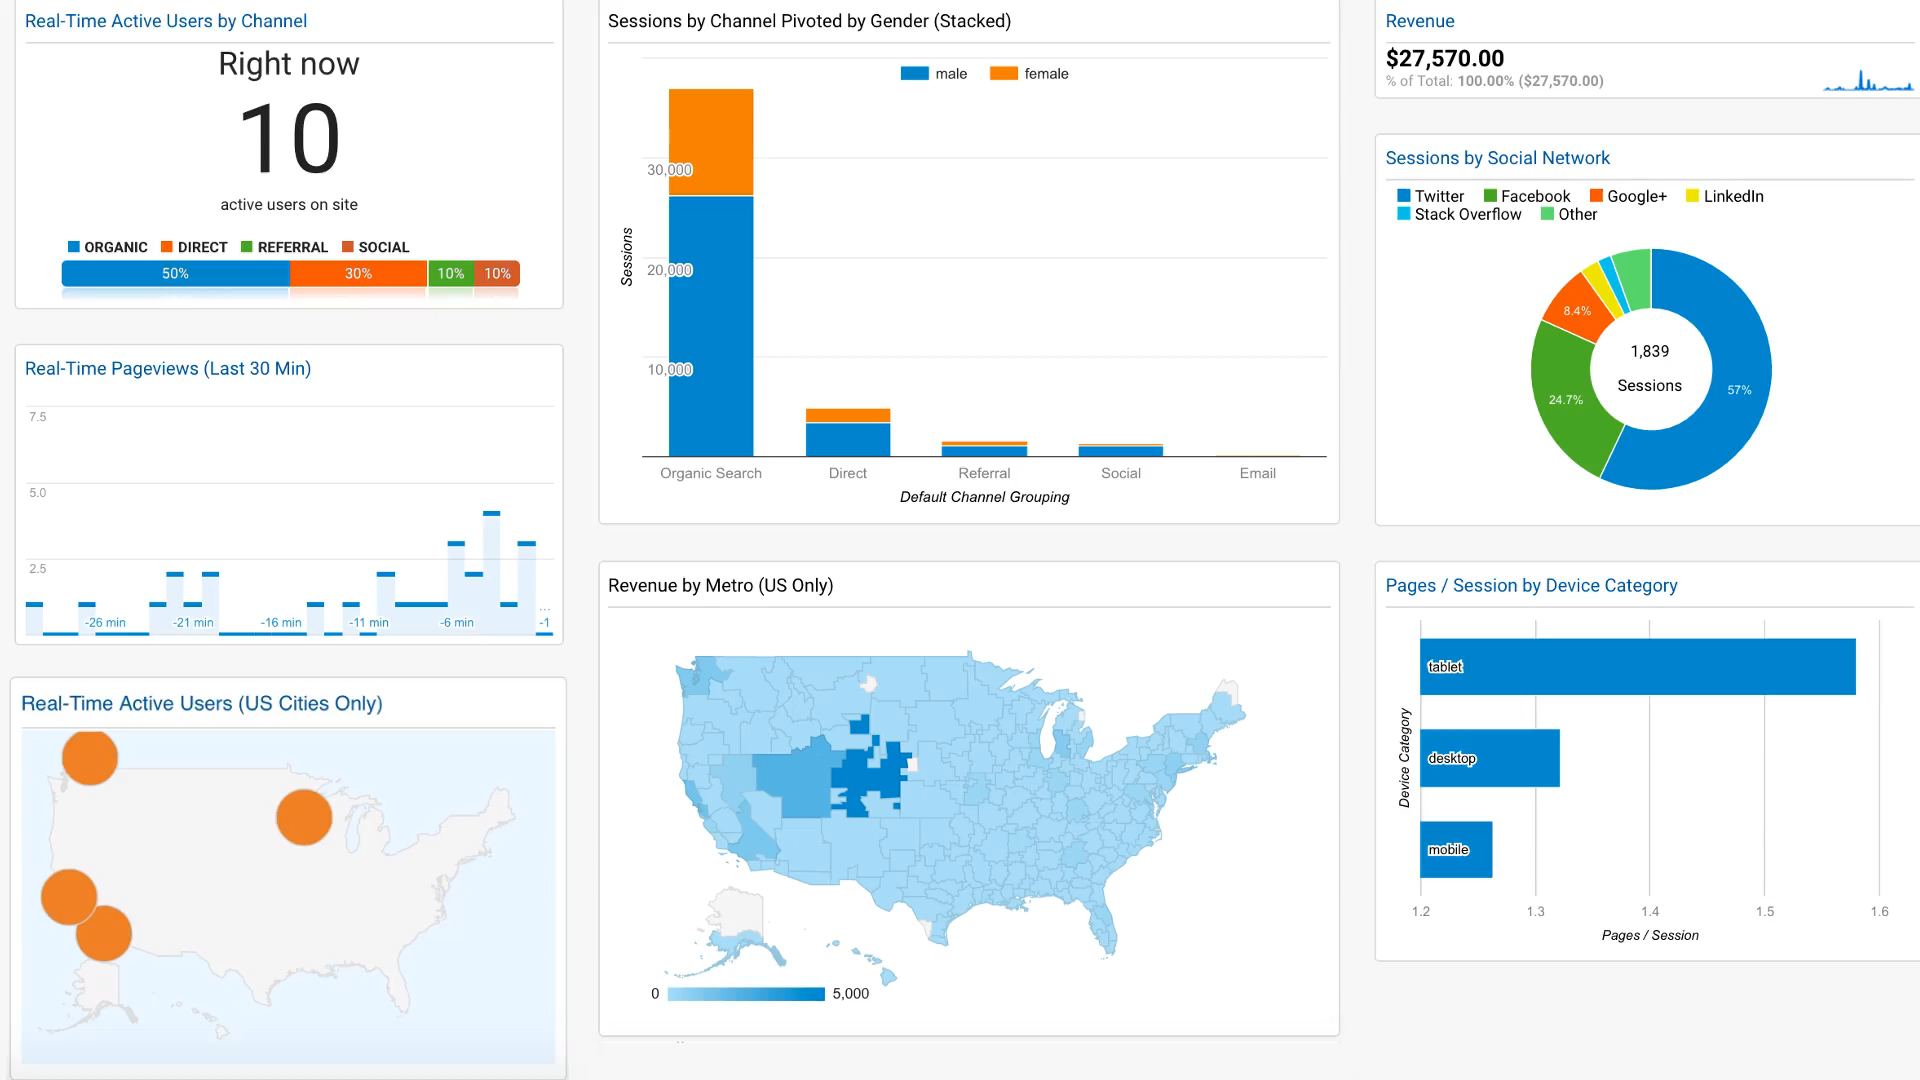 Real-Time Active Users by Channel
Right now
10
active users on site
ORGANIC DIRECT REFERRAL SOCIAL
50% 30% 10% 10%
Real-Time Pageviews (Last 30 Min)
7.5
5.0
2.5
...
-26 min -21 min -16 min -11 min -6 min -1
Real-Time Active Users (US Cities Only)
Sessions by Channel Pivoted by Gender (Stacked)
male female
30,000
20,000
10,000
Sessions
Organic Search Direct Referral Social Email
Default Channel Grouping
Revenue by Metro (US Only)
0 5,000
Revenue
$27,570.00
% of Total: 100.00% ($27,570.00)
Sessions by Social Network
Twitter Facebook Google+ LinkedIn
Stack Overflow Other
8.4%
1,839
Sessions
57%
24.7%
Pages / Session by Device Category
tablet
desktop
mobile
Device Category
1.2 1.3 1.4 1.5 1.6
Pages / Session